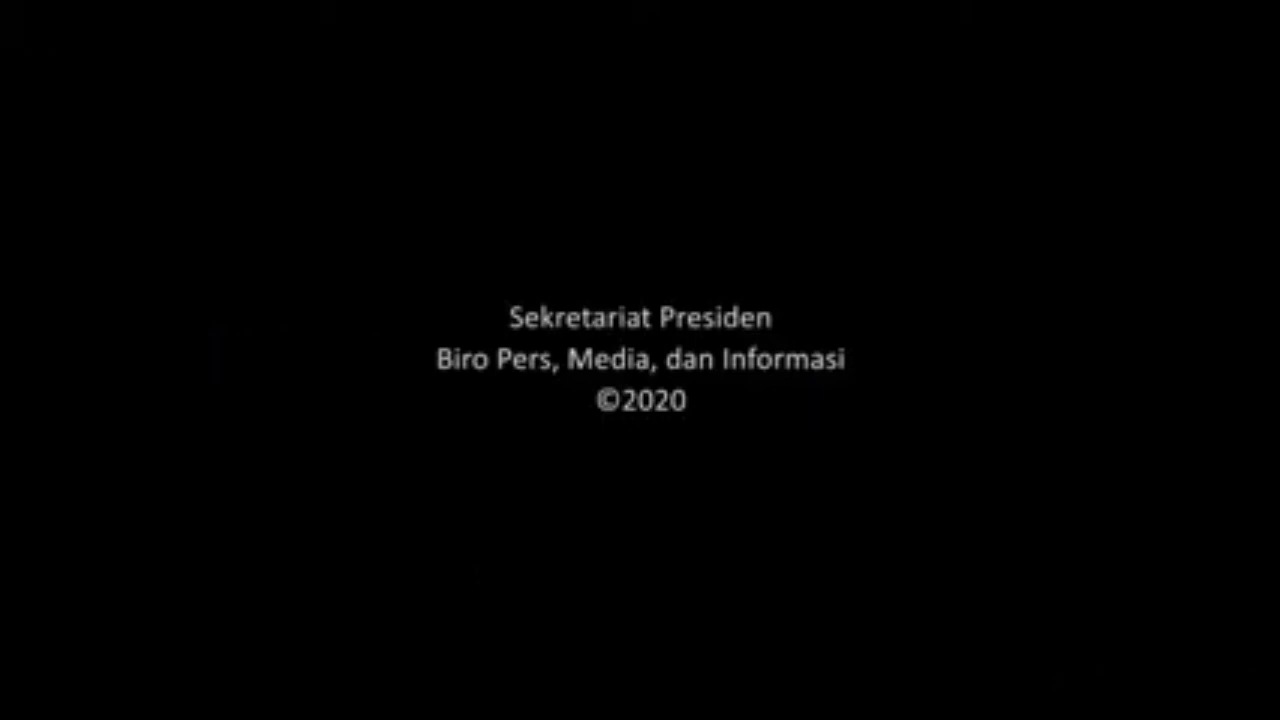 Sekretariat Presiden
Biro Pers, Media, dan Informasi
©2020